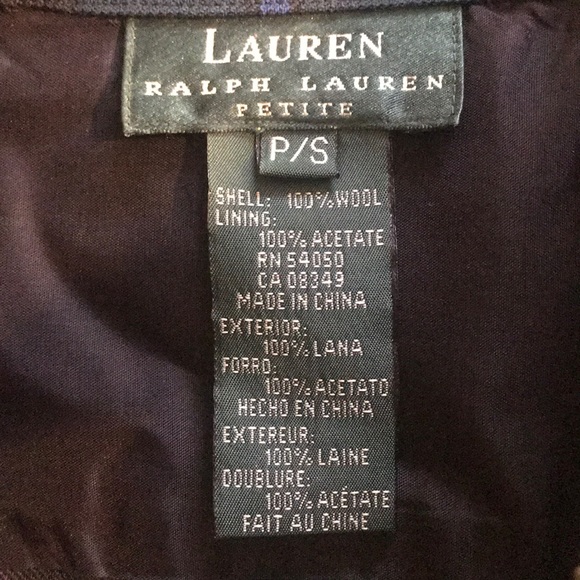 LAUREN
RALPH LAUREN
PETITE
P/S
SHELL: 100% WOOL
LINING:
100% ACETATE
RN 54050
CA 08349
MADE IN CHINA
EXTERIOR:
100% LANA
FORRO:
100% ACETATO
HECHO EN CHINA
EXTEREUR:
100% LAINE
DOUBLURE:
100% ACÉTATE
FAIT AU CHINE